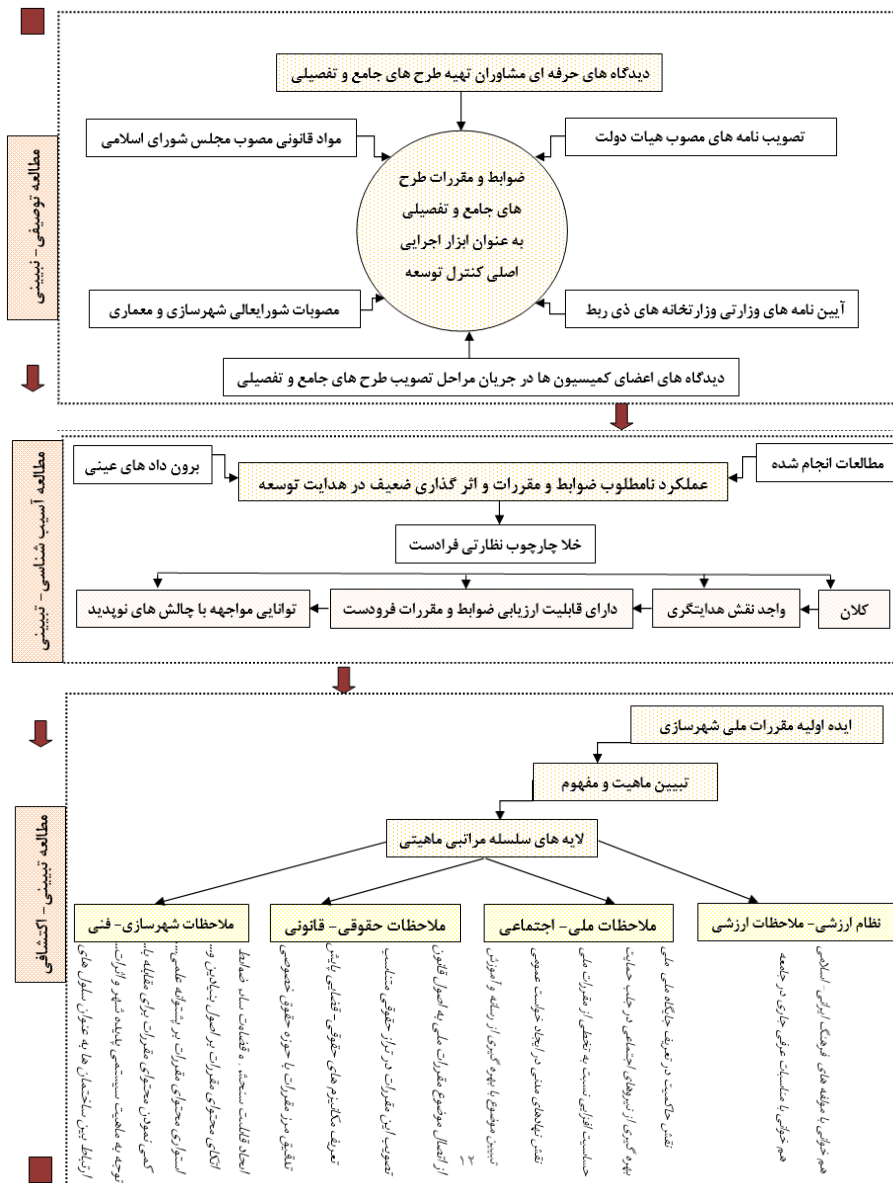 دیدگاه های حرفه ای مشاوران تهیه طرح های جامع و تفصیلی
تصویب نامه های مصوب هیات دولت
مواد قانونی مصوب مجلس شورای اسلامی
ضوابط و مقررات طرح
های جامع و تفصیلی
به عنوان ابزار اجرایی
اصلی کنترل توسعه
آیین نامه های وزارتی وزارتخانه های ذی ربط
مصوبات شورایعالی شهرسازی و معماری
دیدگاه های اعضای کمیسیون ها در جریان مراحل تصویب طرح های جامع و تفصیلی
مطالعه توصیفی - تبیینی
مطالعات انجام شده
برون داد های عینی
عملکرد نامطلوب ضوابط و مقررات و اثر گذاری ضعیف در هدایت توسعه
خلا چارچوب نظارتی فرادست
کلان
واجد نقش هدایتگری
دارای قابلیت ارزیابی ضوابط و مقررات فرودست
توانایی مواجهه با چالش های نوپدید
مطالعه آسیب شناسی - تبیینی
ایده اولیه مقررات ملی شهرسازی
تبیین ماهیت و مفهوم
لایه های سلسله مراتبی ماهیتی
نظام ارزشی- ملاحظات ارزشی
ملاحظات ملی- اجتماعی
ملاحظات حقوقی- قانونی
ملاحظات شهرسازی- فنی
هم خوانی با مولفه های فرهنگ ایرانی - اسلامی
هم خوانی با مناسبات عرفی جاری در جامعه
نقش حاکمیت در تعریف جایگاه ملی
بهره گیری از نیروهای اجتماعی در جلب حمایت
حساسیت افزایی نسبت به تخطی از مقررات ملی
نقش نهادهای مدنی در ایجاد خواست عمومی
تبیین موضوع با بهره گیری از رسانه و آموزش
از اتصال موضوع مقررات ملی به اصول قانون
تصویب این مقررات در تراز حقوقی متناسب
تعریف مکانیزم های حقوقی- قضایی پایش
تدقیق مرز مقررات با حوزه حقوق خصوصی
ایجاد قابلیت سنجش و قضاوت سایر ضوابط
اتکای محتوای مقررات بر اصول بنیادین و...
استواری محتوای مقررات بر پشتوانه علمی...
کمی نمودن محتوای مقررات برای مقابله با...
توجه به ماهیت سیستمی پدیده شهر و اثرات...
ارتباط بین ساختمان ها به عنوان سلول های
مطالعه تبیینی - اکتشافی
۱۲